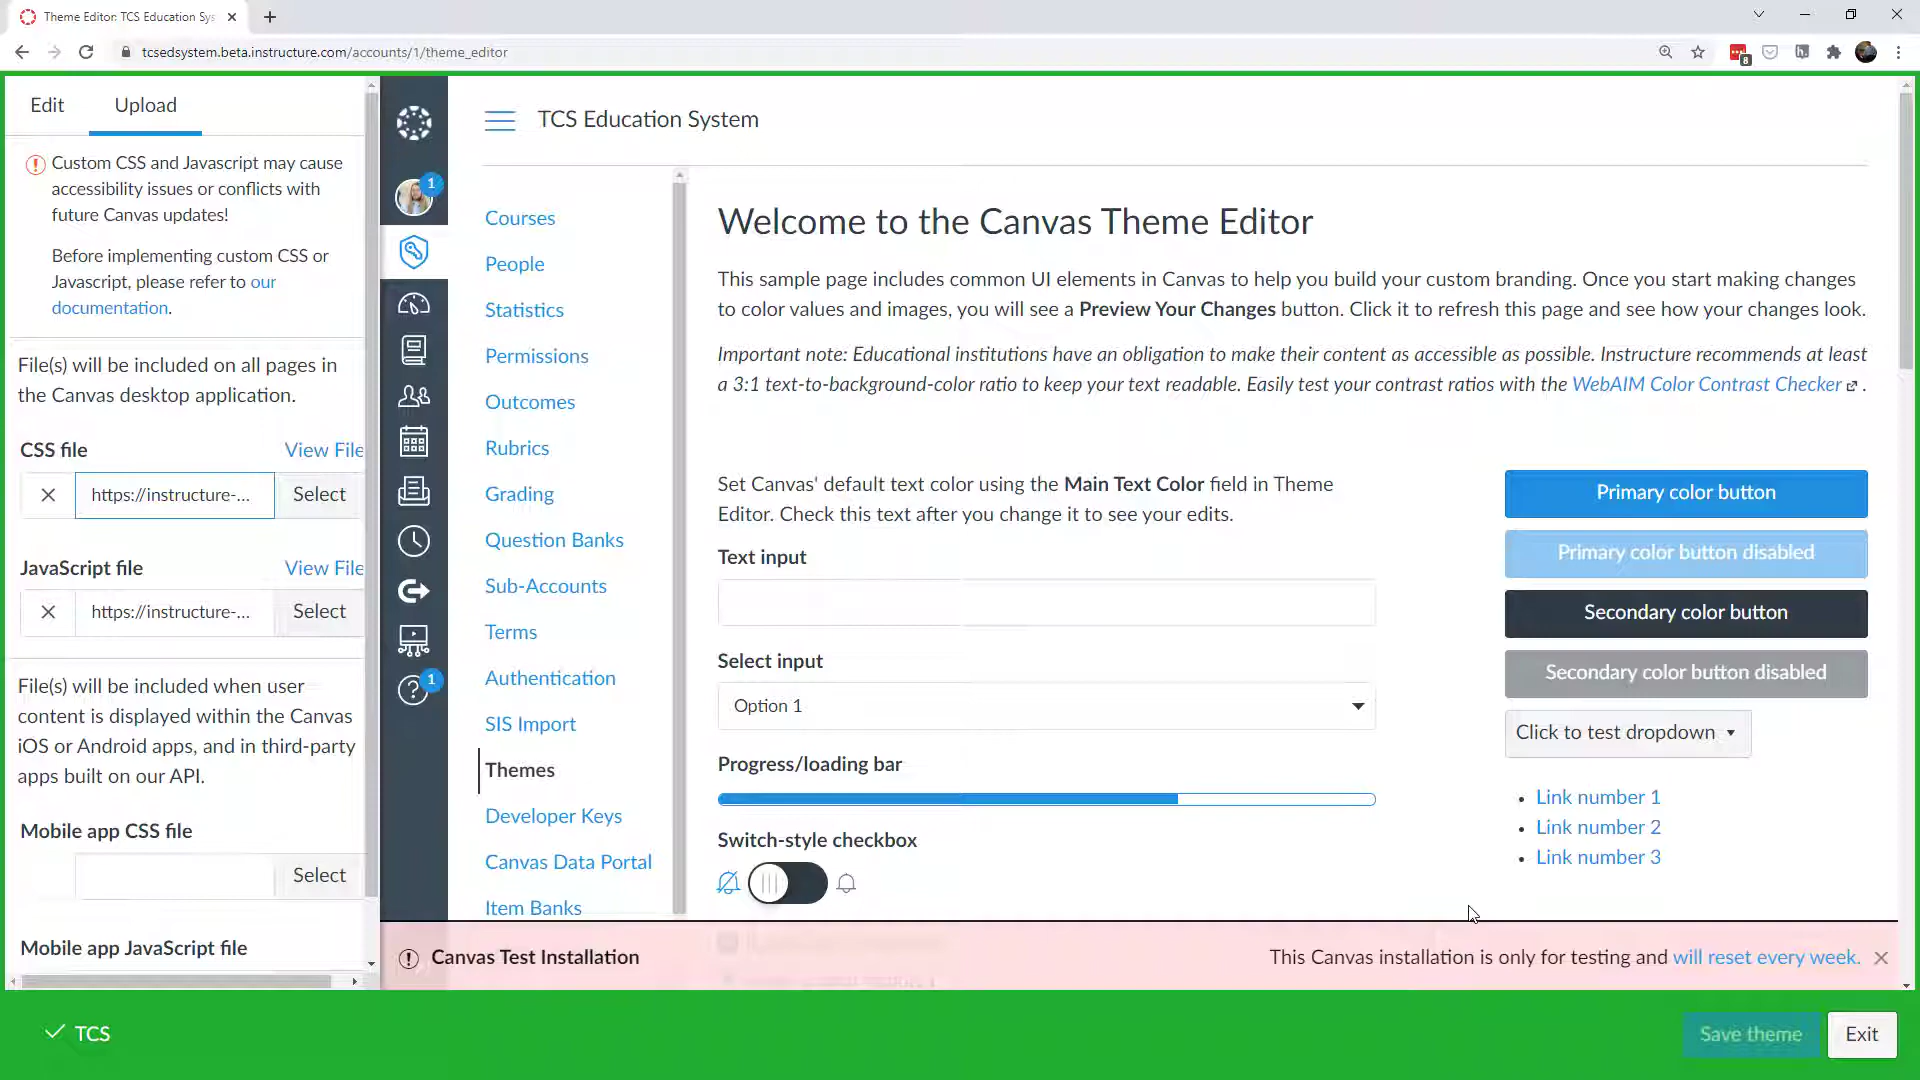 Theme Editor: TCS Education Sys
tcsedsystem.beta.instructure.com/accounts/1/theme_editor
8
Edit
Upload
Custom CSS and Javascript may cause
accessibility issues or conflicts with
future Canvas updates!
Before implementing custom CSS or
Javascript, please refer to our
documentation.
File(s) will be included on all pages in
the Canvas desktop application.
CSS file
View File
https://instructure-...
Select
JavaScript file
View File
https://instructure-...
Select
File(s) will be included when user
content is displayed within the Canvas
iOS or Android apps, and in third-party
apps built on our API.
Mobile app CSS file
Select
Mobile app JavaScript file
1
1
TCS Education System
Courses
People
Statistics
Permissions
Outcomes
Rubrics
Grading
Question Banks
Sub-Accounts
Terms
Authentication
SIS Import
Themes
Developer Keys
Canvas Data Portal
Item Banks
Welcome to the Canvas Theme Editor
This sample page includes common UI elements in Canvas to help you build your custom branding. Once you start making changes
to color values and images, you will see a Preview Your Changes button. Click it to refresh this page and see how your changes look.
Important note: Educational institutions have an obligation to make their content as accessible as possible. Instructure recommends at least
a 3:1 text-to-background-color ratio to keep your text readable. Easily test your contrast ratios with the WebAIM Color Contrast Checker .
Set Canvas' default text color using the Main Text Color field in Theme
Editor. Check this text after you change it to see your edits.
Text input
Select input
Option 1
Progress/loading bar
Switch-style checkbox
Primary color button
Primary color button disabled
Secondary color button
Secondary color button disabled
Click to test dropdown
Link number 1
Link number 2
Link number 3
Canvas Test Installation
This Canvas installation is only for testing and will reset every week.
TCS
Save theme
Exit